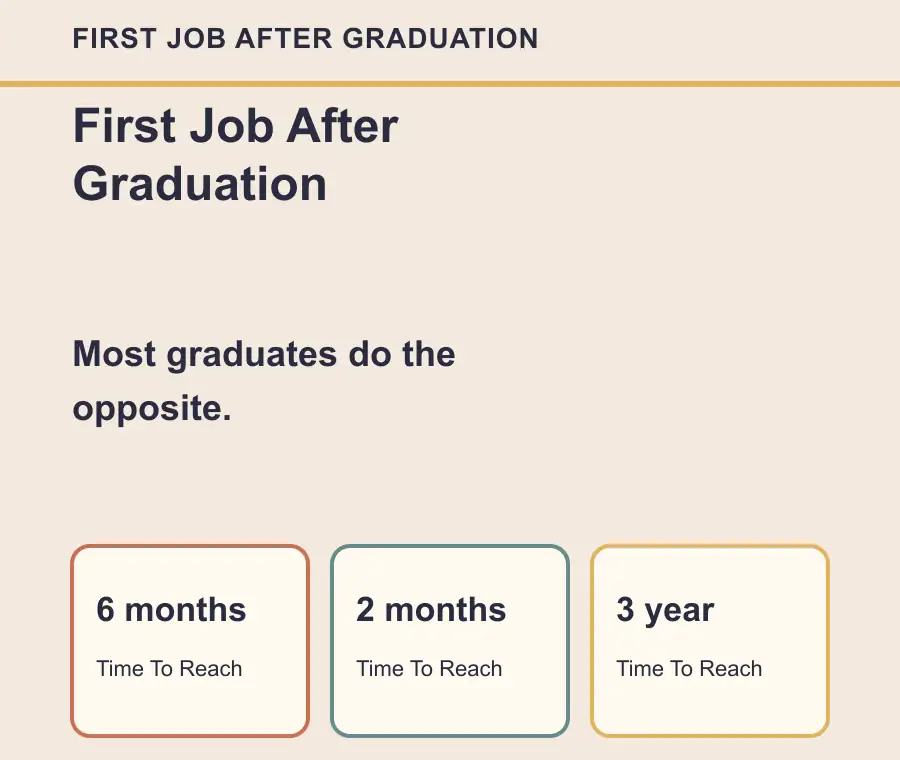 FIRST JOB AFTER GRADUATION
First Job After
Graduation
Most graduates do the
opposite.
6 months
Time To Reach
2 months
Time To Reach
3 year
Time To Reach